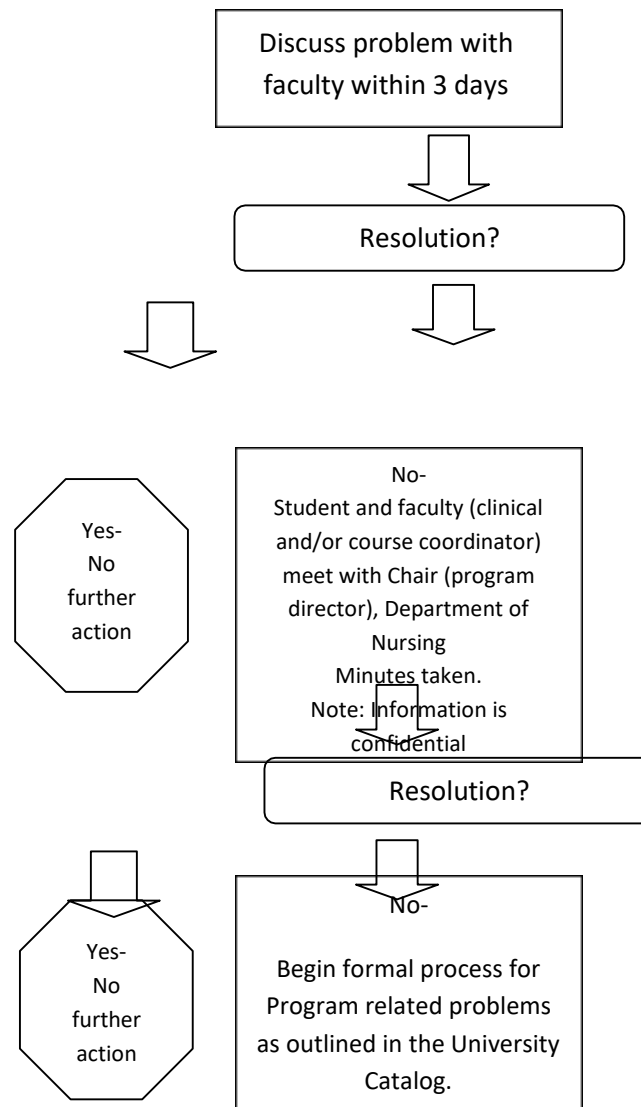 Discuss problem with
faculty within 3 days
Resolution?
Yes-
No
further
action
No-
Student and faculty (clinical
and/or course coordinator)
meet with Chair (program
director), Department of
Nursing
Minutes taken.
Note: Information is
confidential
Resolution?
Yes-
No
further
action
No-
Begin formal process for
Program related problems
as outlined in the University
Catalog.